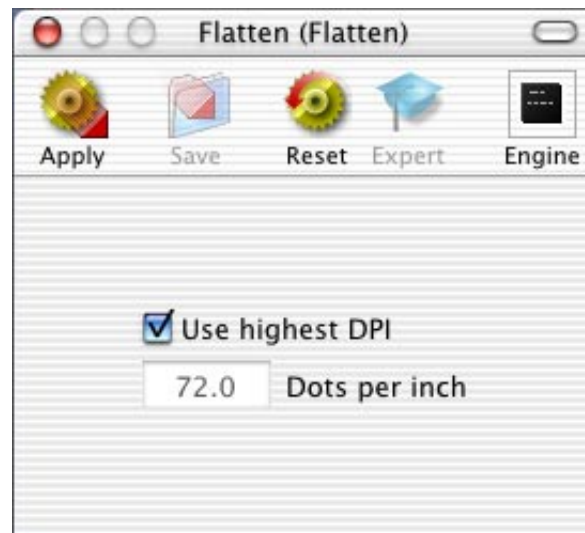 Flatten (Flatten)
Apply Save Reset Expert Engine
Use highest DPI
72.0 Dots per inch